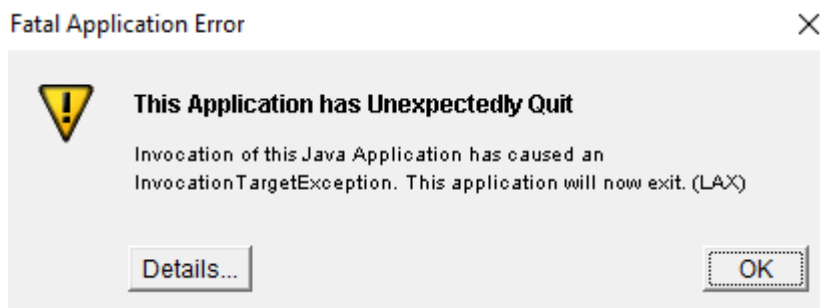 Fatal Application Error
This Application has Unexpectedly Quit
Invocation of this Java Application has caused an
InvocationTargetException. This application will now exit. (LAX)
Details...
OK